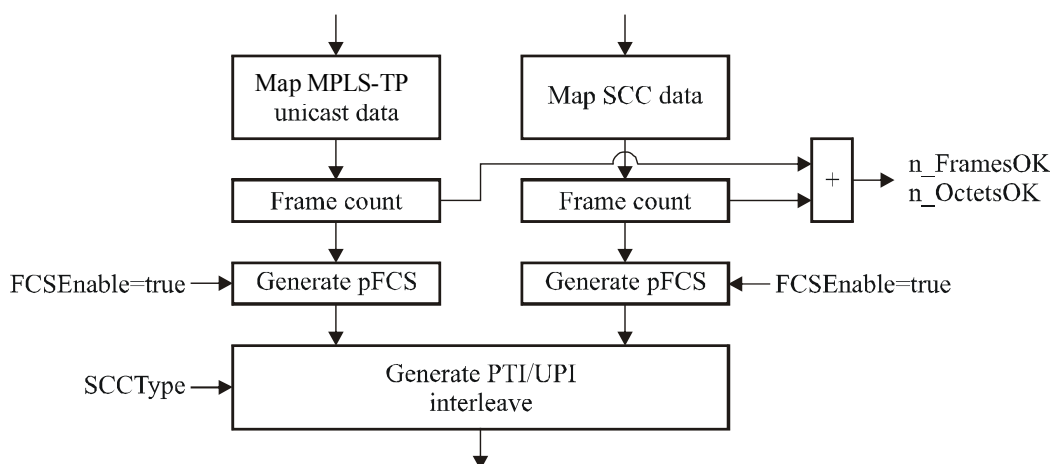 Map MPLS-TP
unicast data
Map SCC data
n_FramesOK
n_OctetsOK
+
Frame count
Frame count
FCSEnable=true
Generate pFCS
Generate pFCS
FCSEnable=true
SCCType
Generate PTI/UPI
interleave